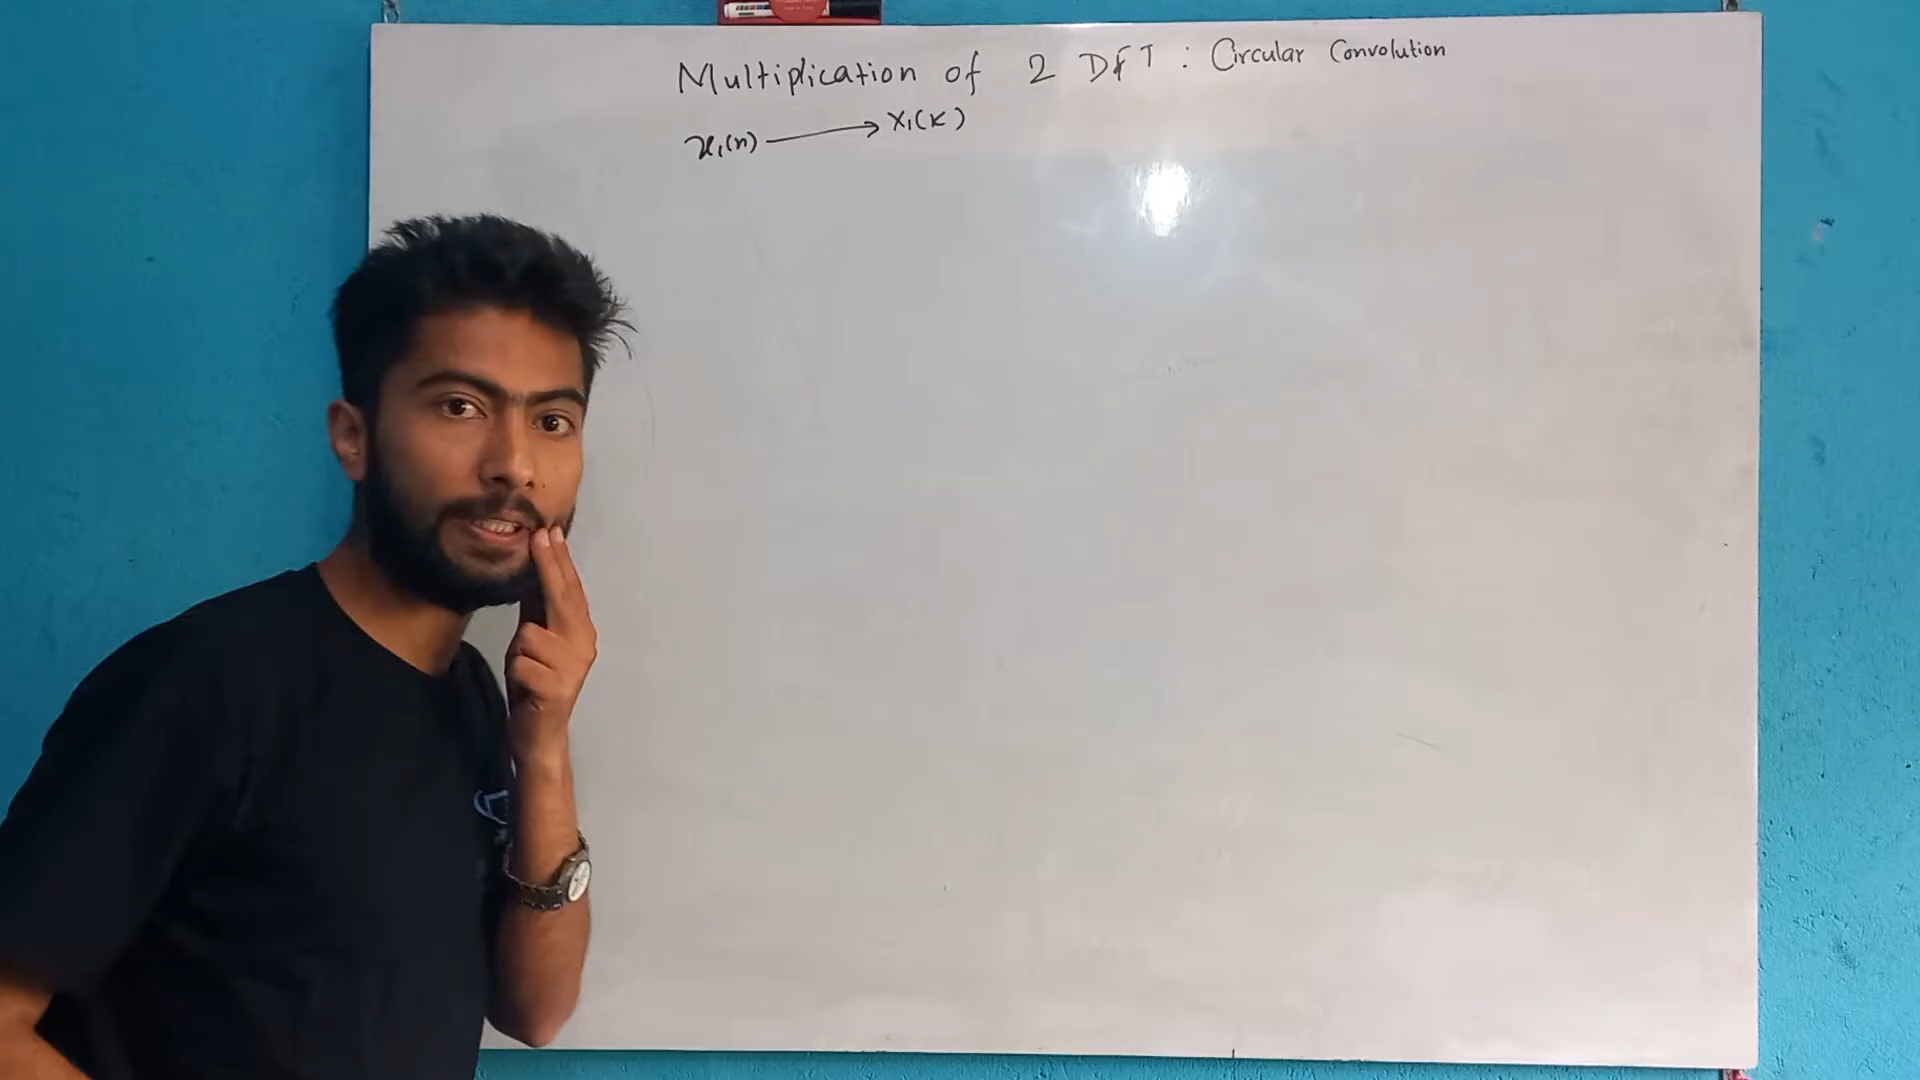 Multiplication of 2 DFT : Circular Convolution
x₁(n) ⟶ X₁(K)